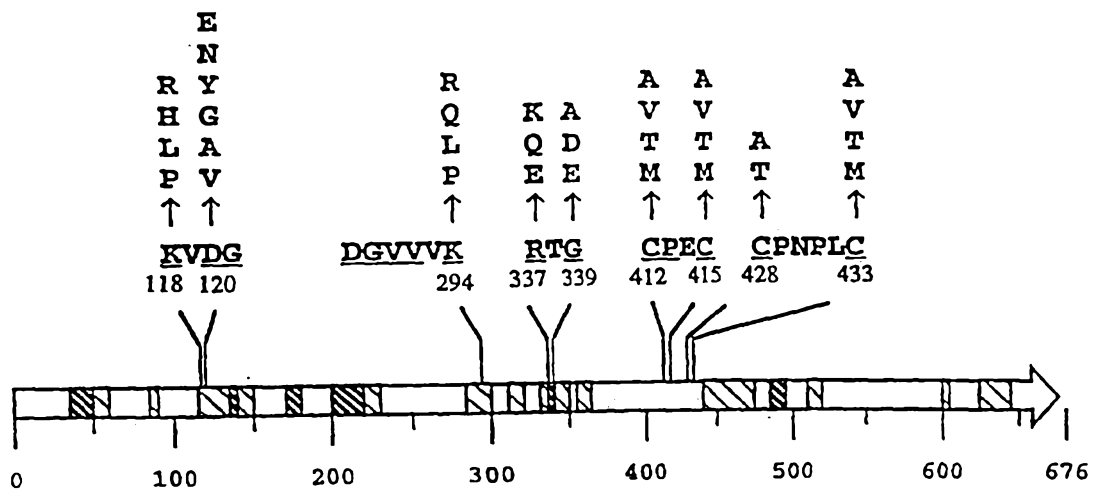 E
N
R Y R A A A
H G Q K A V V V
L A L Q D T T A T
P V P E E M M T M
KVDG DGVVVK RTG CPEC CPNPLC
118 120 294 337 339 412 415 428 433
0 100 200 300 400 500 600 676